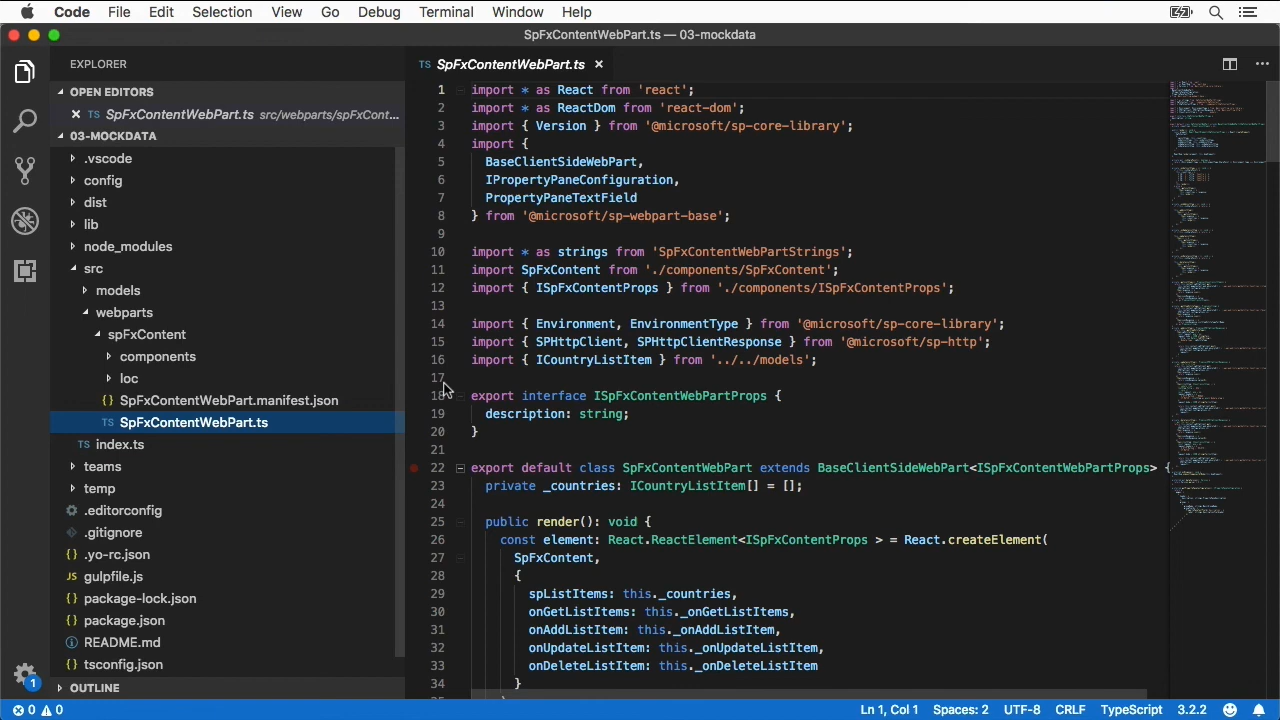 Code File Edit Selection View Go Debug Terminal Window Help
SpFxContentWebPart.ts — 03-mockdata
EXPLORER
OPEN EDITORS
TS SpFxContentWebPart.ts src/webparts/spFxCont...
03-MOCKDATA
.vscode
config
dist
lib
node_modules
src
models
webparts
spFxContent
components
loc
{} SpFxContentWebPart.manifest.json
TS SpFxContentWebPart.ts
TS index.ts
teams
temp
.editorconfig
.gitignore
{} .yo-rc.json
JS gulpfile.js
{} package-lock.json
{} package.json
README.md
{} tsconfig.json
OUTLINE
1
TS SpFxContentWebPart.ts
1 import * as React from 'react';
2 import * as ReactDom from 'react-dom';
3 import { Version } from '@microsoft/sp-core-library';
4 import {
5 BaseClientSideWebPart,
6 IPropertyPaneConfiguration,
7 PropertyPaneTextField
8 } from '@microsoft/sp-webpart-base';
9
10 import * as strings from 'SpFxContentWebPartStrings';
11 import SpFxContent from './components/SpFxContent';
12 import { ISpFxContentProps } from './components/ISpFxContentProps';
13
14 import { Environment, EnvironmentType } from '@microsoft/sp-core-library';
15 import { SPHttpClient, SPHttpClientResponse } from '@microsoft/sp-http';
16 import { ICountryListItem } from '../../models';
17
18 export interface ISpFxContentWebPartProps {
19 description: string;
20 }
21
22 export default class SpFxContentWebPart extends BaseClientSideWebPart<ISpFxContentWebPartProps> {
23 private _countries: ICountryListItem[] = [];
24
25 public render(): void {
26 const element: React.ReactElement<ISpFxContentProps > = React.createElement(
27 SpFxContent,
28 {
29 spListItems: this._countries,
30 onGetListItems: this._onGetListItems,
31 onAddListItem: this._onAddListItem,
32 onUpdateListItem: this._onUpdateListItem,
33 onDeleteListItem: this._onDeleteListItem
34 }
0 0 Ln 1, Col 1 Spaces: 2 UTF-8 CRLF TypeScript 3.2.2